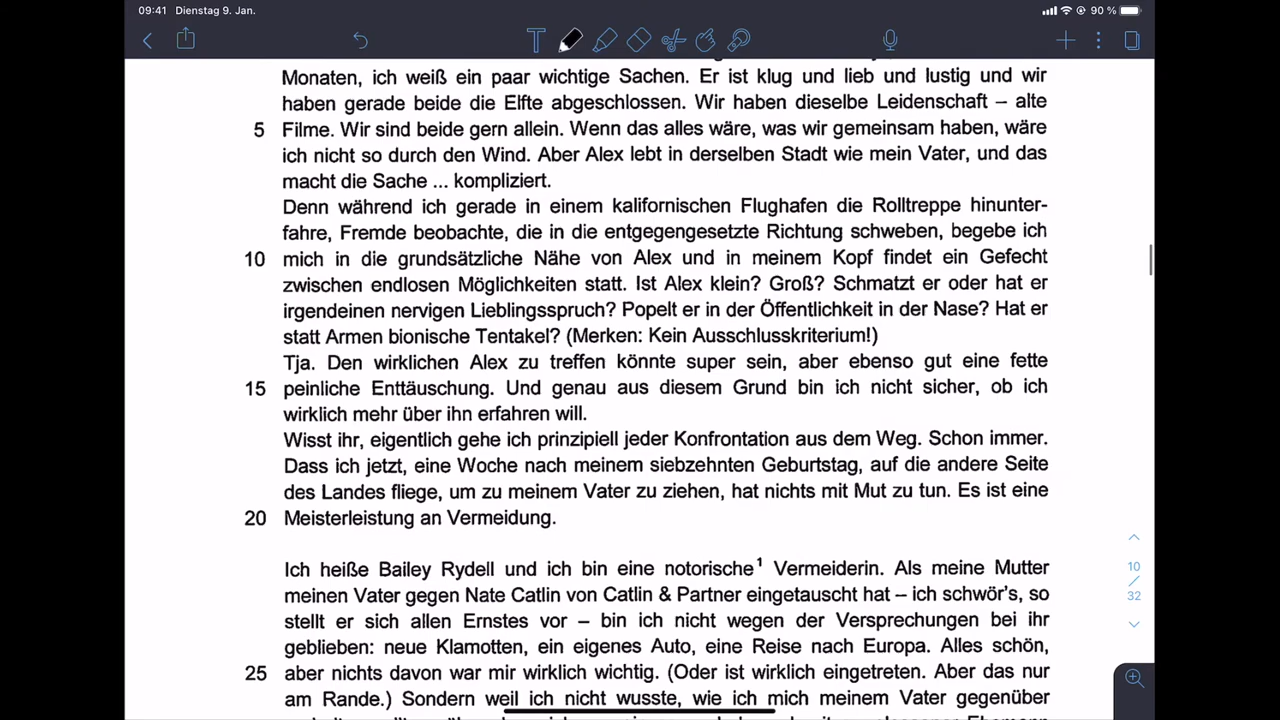 09:41 Dienstag 9. Jan.
90 %
Monaten, ich weiß ein paar wichtige Sachen. Er ist klug und lieb und lustig und wir
haben gerade beide die Elfte abgeschlossen. Wir haben dieselbe Leidenschaft – alte
5 Filme. Wir sind beide gern allein. Wenn das alles wäre, was wir gemeinsam haben, wäre
ich nicht so durch den Wind. Aber Alex lebt in derselben Stadt wie mein Vater, und das
macht die Sache ... kompliziert.
Denn während ich gerade in einem kalifornischen Flughafen die Rolltreppe hinunter-
fahre, Fremde beobachte, die in die entgegengesetzte Richtung schweben, begebe ich
10 mich in die grundsätzliche Nähe von Alex und in meinem Kopf findet ein Gefecht
zwischen endlosen Möglichkeiten statt. Ist Alex klein? Groß? Schmatzt er oder hat er
irgendeinen nervigen Lieblingsspruch? Popelt er in der Öffentlichkeit in der Nase? Hat er
statt Armen bionische Tentakel? (Merken: Kein Ausschlusskriterium!)
Tja. Den wirklichen Alex zu treffen könnte super sein, aber ebenso gut eine fette
15 peinliche Enttäuschung. Und genau aus diesem Grund bin ich nicht sicher, ob ich
wirklich mehr über ihn erfahren will.
Wisst ihr, eigentlich gehe ich prinzipiell jeder Konfrontation aus dem Weg. Schon immer.
Dass ich jetzt, eine Woche nach meinem siebzehnten Geburtstag, auf die andere Seite
des Landes fliege, um zu meinem Vater zu ziehen, hat nichts mit Mut zu tun. Es ist eine
20 Meisterleistung an Vermeidung.
Ich heiße Bailey Rydell und ich bin eine notorische¹ Vermeiderin. Als meine Mutter
meinen Vater gegen Nate Catlin von Catlin & Partner eingetauscht hat – ich schwör's, so
stellt er sich allen Ernstes vor – bin ich nicht wegen der Versprechungen bei ihr
geblieben: neue Klamotten, ein eigenes Auto, eine Reise nach Europa. Alles schön,
25 aber nichts davon war mir wirklich wichtig. (Oder ist wirklich eingetreten. Aber das nur
am Rande.) Sondern weil ich nicht wusste, wie ich mich meinem Vater gegenüber
10
/
32